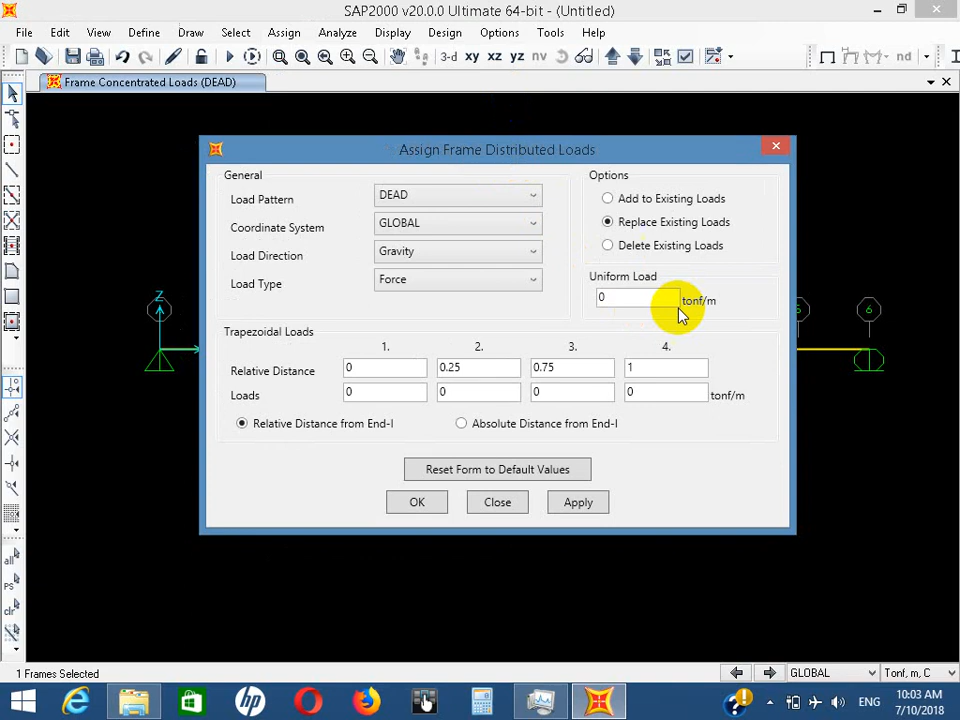 SAP2000 v20.0.0 Ultimate 64-bit - (Untitled)
File Edit View Define Draw Select Assign Analyze Display Design Options Tools Help
3-d xy xz yz nv nd
Frame Concentrated Loads (DEAD)
Assign Frame Distributed Loads
General
Load Pattern DEAD
Coordinate System GLOBAL
Load Direction Gravity
Load Type Force
Options
Add to Existing Loads
Replace Existing Loads
Delete Existing Loads
Uniform Load
0 tonf/m
Trapezoidal Loads
1. 2. 3. 4.
Relative Distance 0 0.25 0.75 1
Loads 0 0 0 0 tonf/m
Relative Distance from End-I Absolute Distance from End-I
Reset Form to Default Values
OK Close Apply
Z
6
all
PS
clr
1 Frames Selected
GLOBAL
Tonf, m, C
ENG
10:03 AM
7/10/2018